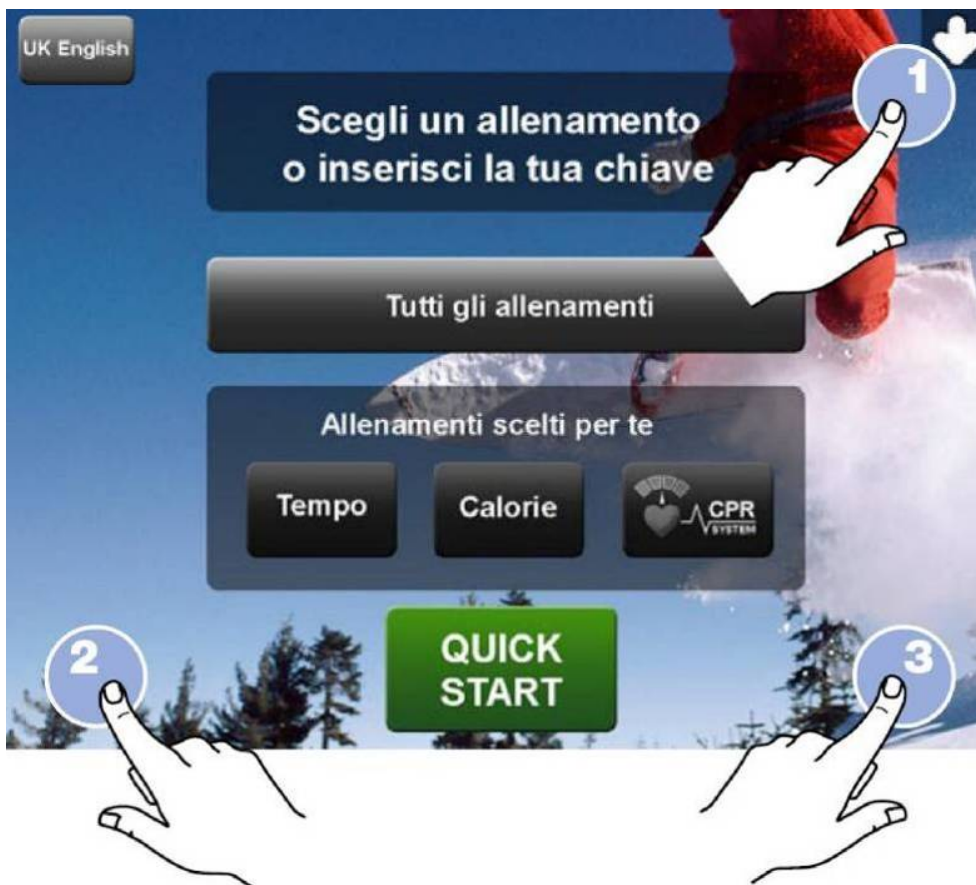 UK English
1
Scegli un allenamento
o inserisci la tua chiave
Tutti gli allenamenti
Allenamenti scelti per te
Tempo
Calorie
CPR
SYSTEM
2
QUICK
START
3